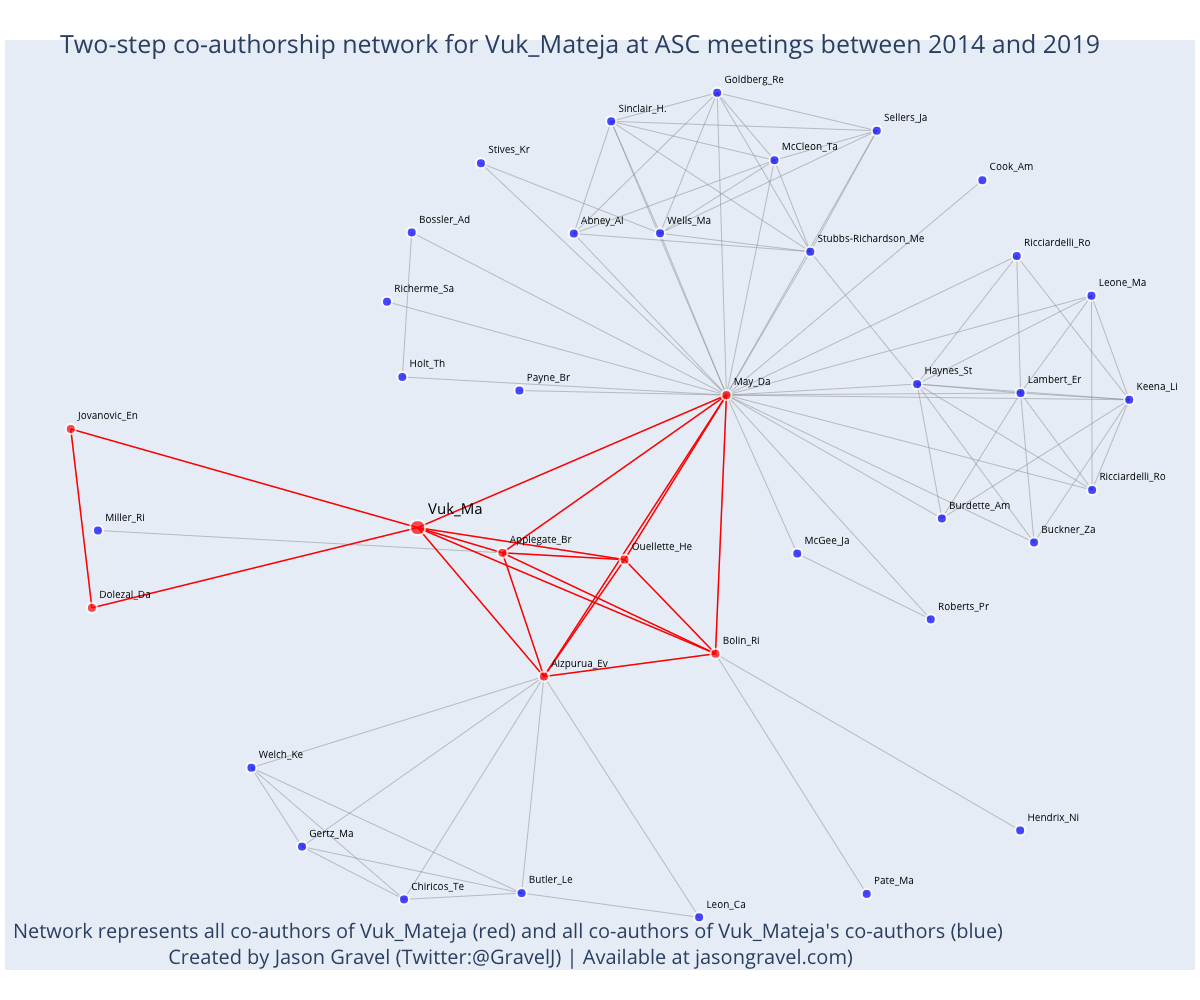 Two-step co-authorship network for Vuk_Mateja at ASC meetings between 2014 and 2019
Goldberg_Re
Sinclair_H.
Sellers_Ja
Stives_Kr
McCleon_Ta
Cook_Am
Bossler_Ad
Abney_Al
Wells_Ma
Stubbs-Richardson_Me
Ricciardelli_Ro
Richerme_Sa
Leone_Ma
Holt_Th
Payne_Br
May_Da
Haynes_St
Lambert_Er
Keena_Li
Jovanovic_En
Ricciardelli_Ro
Vuk_Ma
Burdette_Am
Miller_Ri
Applegate_Br
Ouellette_He
McGee_Ja
Buckner_Za
Dolezal_Da
Roberts_Pr
Bolin_Ri
Aizpurua_Ev
Welch_Ke
Gertz_Ma
Hendrix_Ni
Chiricos_Te
Butler_Le
Pate_Ma
Leon_Ca
Network represents all co-authors of Vuk_Mateja (red) and all co-authors of Vuk_Mateja's co-authors (blue)
Created by Jason Gravel (Twitter:@GravelJ) | Available at jasongravel.com)